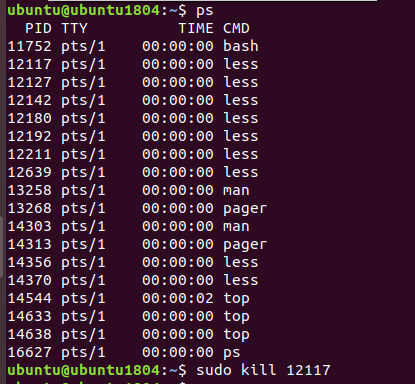 ubuntu@ubuntu1804:~$ ps
  PID TTY          TIME CMD
11752 pts/1    00:00:00 bash
12117 pts/1    00:00:00 less
12127 pts/1    00:00:00 less
12142 pts/1    00:00:00 less
12180 pts/1    00:00:00 less
12192 pts/1    00:00:00 less
12211 pts/1    00:00:00 less
12639 pts/1    00:00:00 less
13258 pts/1    00:00:00 man
13268 pts/1    00:00:00 pager
14303 pts/1    00:00:00 man
14313 pts/1    00:00:00 pager
14356 pts/1    00:00:00 less
14370 pts/1    00:00:00 less
14544 pts/1    00:00:02 top
14633 pts/1    00:00:00 top
14638 pts/1    00:00:00 top
16627 pts/1    00:00:00 ps
ubuntu@ubuntu1804:~$ sudo kill 12117